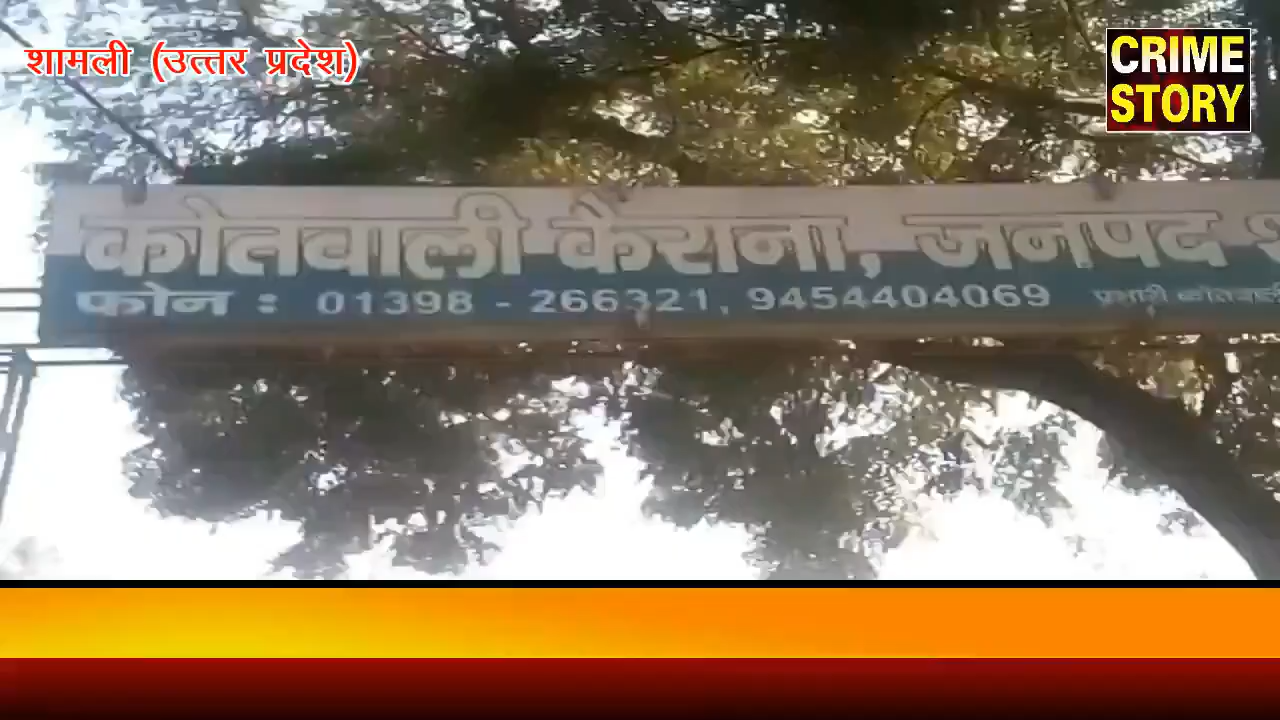 शामली (उत्तर प्रदेश)
CRIME
STORY
कोतवाली कैराना, जनपद
फोन : 01398 - 266321, 9454404069